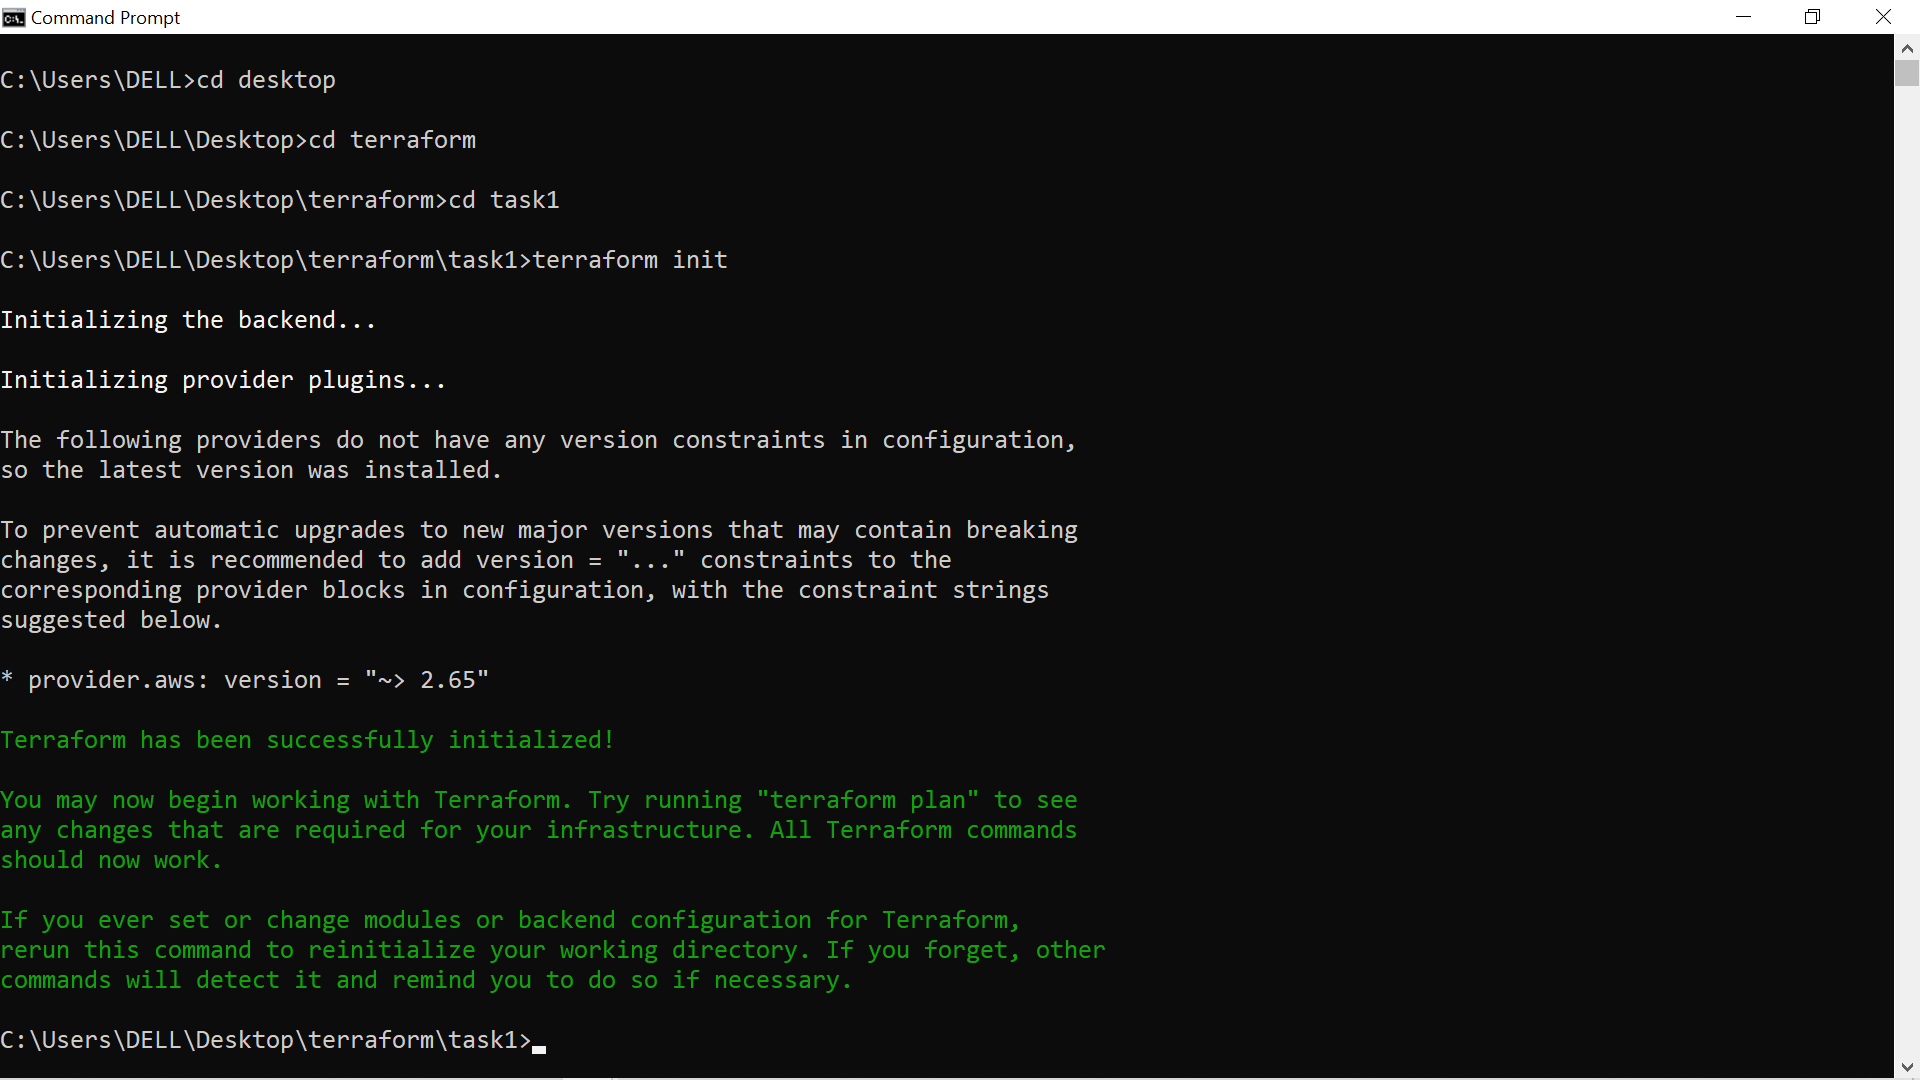 Command Prompt
C:\Users\DELL>cd desktop
C:\Users\DELL\Desktop>cd terraform
C:\Users\DELL\Desktop\terraform>cd task1
C:\Users\DELL\Desktop\terraform\task1>terraform init
Initializing the backend...
Initializing provider plugins...
The following providers do not have any version constraints in configuration,
so the latest version was installed.
To prevent automatic upgrades to new major versions that may contain breaking
changes, it is recommended to add version = "..." constraints to the
corresponding provider blocks in configuration, with the constraint strings
suggested below.
* provider.aws: version = "~> 2.65"
Terraform has been successfully initialized!
You may now begin working with Terraform. Try running "terraform plan" to see
any changes that are required for your infrastructure. All Terraform commands
should now work.
If you ever set or change modules or backend configuration for Terraform,
rerun this command to reinitialize your working directory. If you forget, other
commands will detect it and remind you to do so if necessary.
C:\Users\DELL\Desktop\terraform\task1>